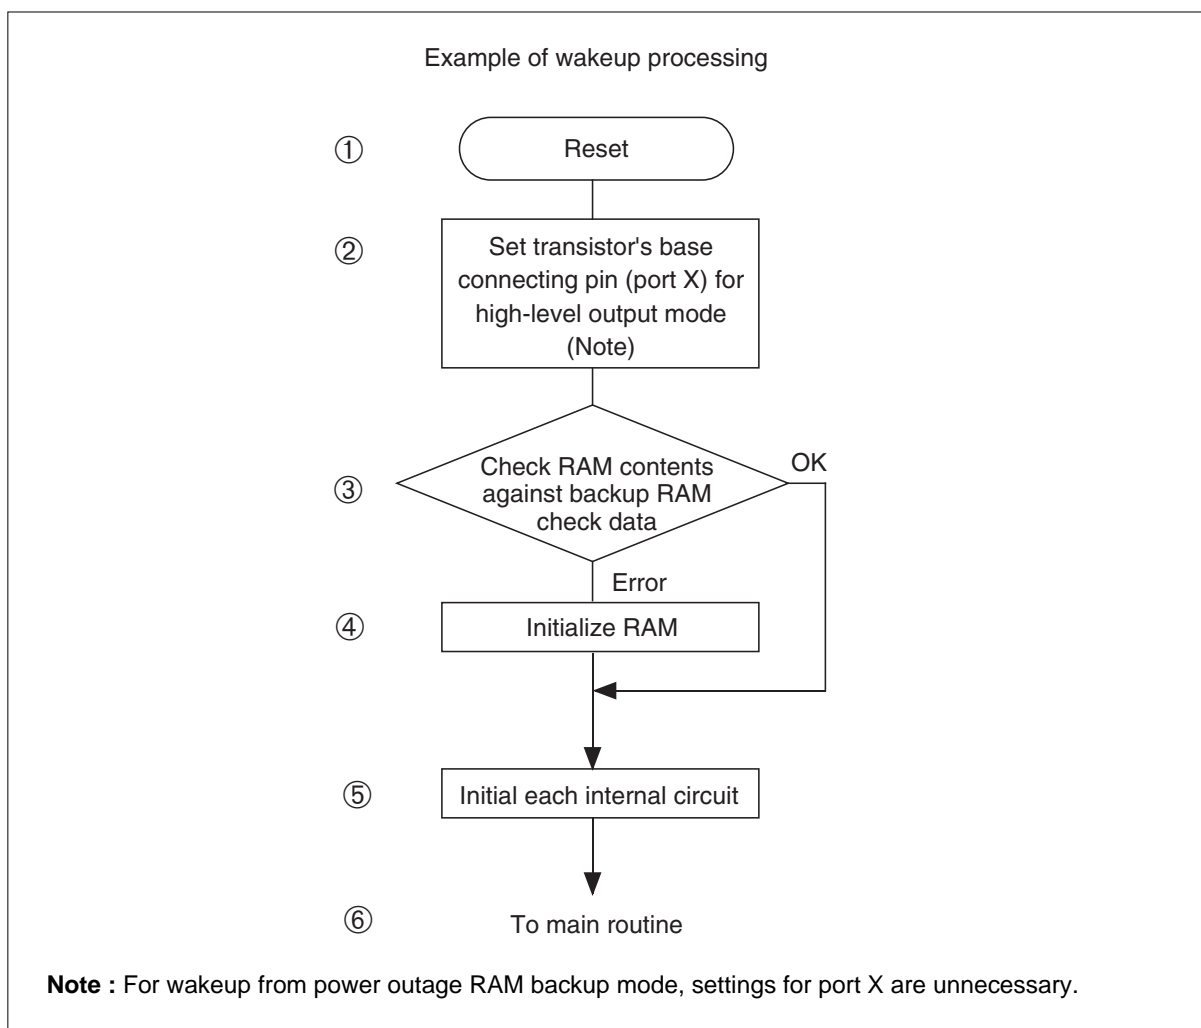 Example of wakeup processing
① Reset
② Set transistor's base
connecting pin (port X) for
high-level output mode
(Note)
③ Check RAM contents
against backup RAM
check data
OK
Error
④ Initialize RAM
⑤ Initial each internal circuit
⑥ To main routine
Note : For wakeup from power outage RAM backup mode, settings for port X are unnecessary.